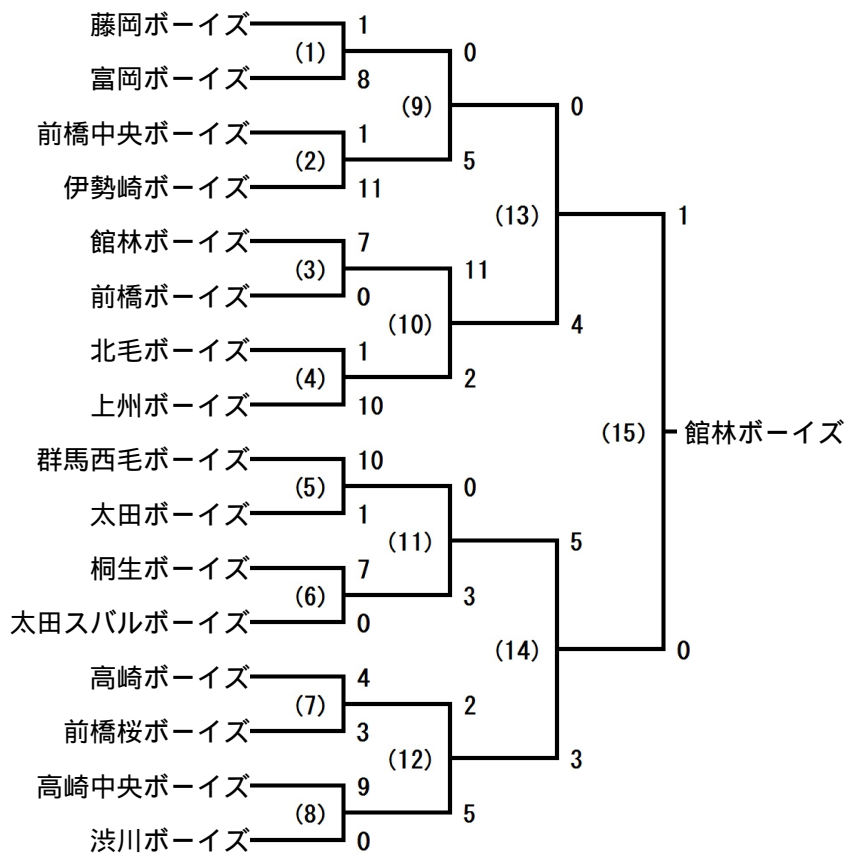 藤岡ボーイズ 1
(1) 0
富岡ボーイズ 8
(9) 0
前橋中央ボーイズ 1
(2) 5
伊勢崎ボーイズ 11
(13) 1
館林ボーイズ 7
(3) 11
前橋ボーイズ 0
(10) 4
北毛ボーイズ 1
(4) 2
上州ボーイズ 10
(15) 館林ボーイズ
群馬西毛ボーイズ 10
(5) 0
太田ボーイズ 1
(11) 5
桐生ボーイズ 7
(6) 3
太田スバルボーイズ 0
(14) 0
高崎ボーイズ 4
(7) 2
前橋桜ボーイズ 3
(12) 3
高崎中央ボーイズ 9
(8) 5
渋川ボーイズ 0